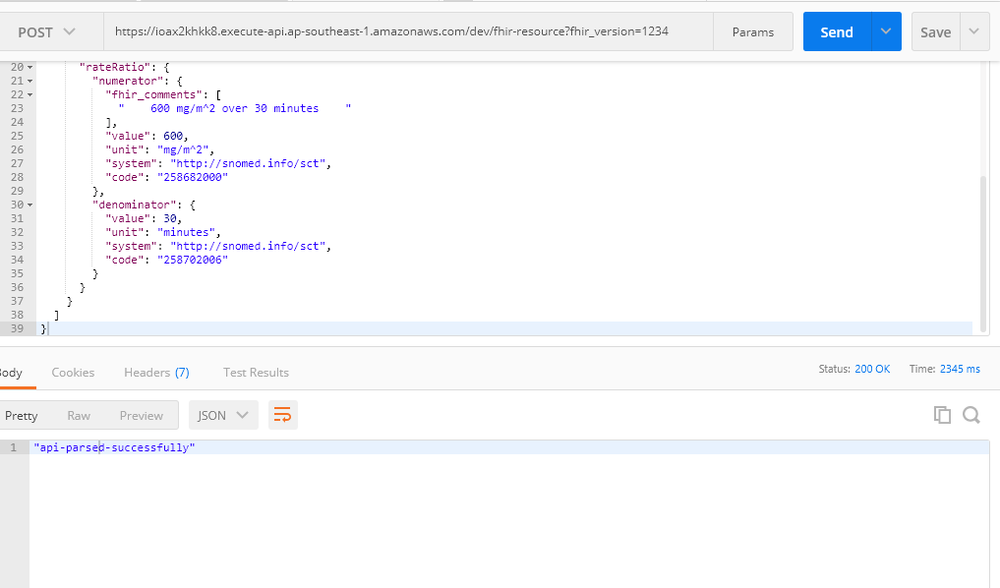 POST https://ioax2khkk8.execute-api.ap-southeast-1.amazonaws.com/dev/fhir-resource?fhir_version=1234 Params Send Save
20 "rateRatio": {
21 "numerator": {
22 "fhir_comments": [
23 "    600 mg/m^2 over 30 minutes    "
24 ],
25 "value": 600,
26 "unit": "mg/m^2",
27 "system": "http://snomed.info/sct",
28 "code": "258682000"
29 },
30 "denominator": {
31 "value": 30,
32 "unit": "minutes",
33 "system": "http://snomed.info/sct",
34 "code": "258702006"
35 }
36 }
37 }
38 ]
39 }
Body Cookies Headers (7) Test Results Status: 200 OK Time: 2345 ms
Pretty Raw Preview JSON
1 "api-parsed-successfully"